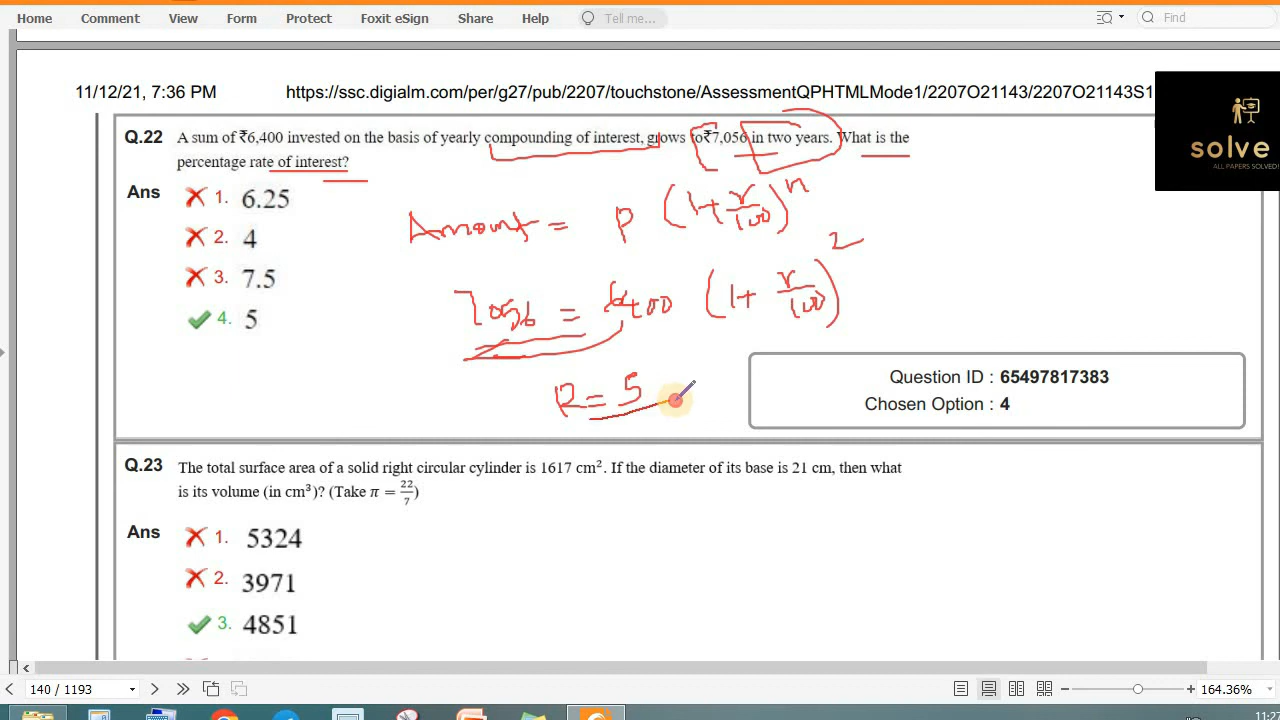 Home Comment View Form Protect Foxit eSign Share Help Tell me... Find
11/12/21, 7:36 PM https://ssc.digialm.com/per/g27/pub/2207/touchstone/AssessmentQPHTMLMode1/2207O21143/2207O21143S1
solve
ALL PAPERS SOLVED!
Q.22 A sum of ₹6,400 invested on the basis of yearly compounding of interest, grows to ₹7,056 in two years. What is the
percentage rate of interest?
Ans 1. 6.25
2. 4
3. 7.5
4. 5
Amount = P (1+r/100)^n
7056 = 6400 (1+r/100)^2
R = 5
Question ID : 65497817383
Chosen Option : 4
Q.23 The total surface area of a solid right circular cylinder is 1617 cm². If the diameter of its base is 21 cm, then what
is its volume (in cm³)? (Take π = 22/7)
Ans 1. 5324
2. 3971
3. 4851
140 / 1193 164.36%